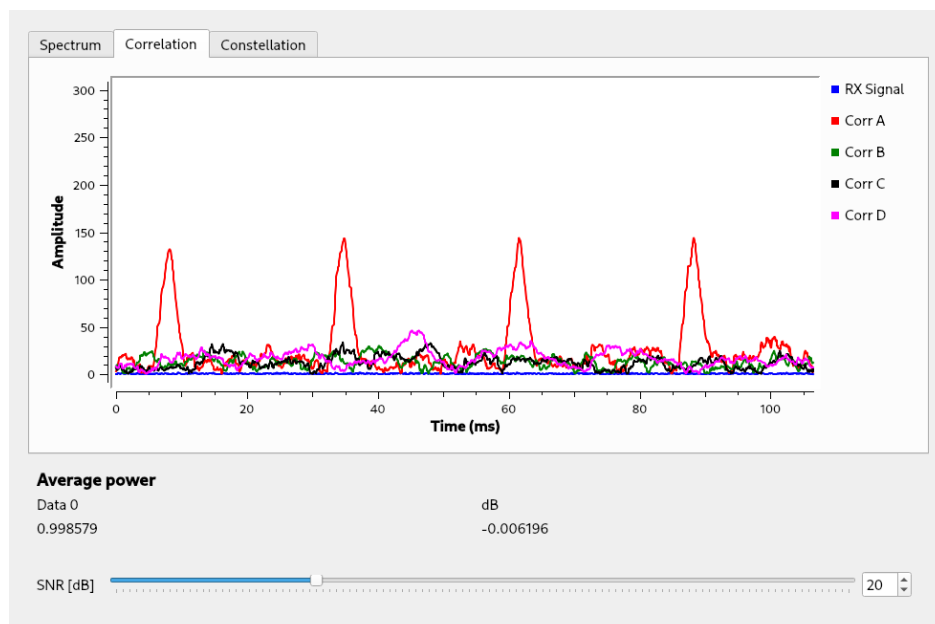 Spectrum Correlation Constellation
300
250
200
150
100
50
0
Amplitude
0 20 40 60 80 100
Time (ms)
RX Signal
Corr A
Corr B
Corr C
Corr D
Average power
Data 0 dB
0.998579 -0.006196
SNR [dB] 20